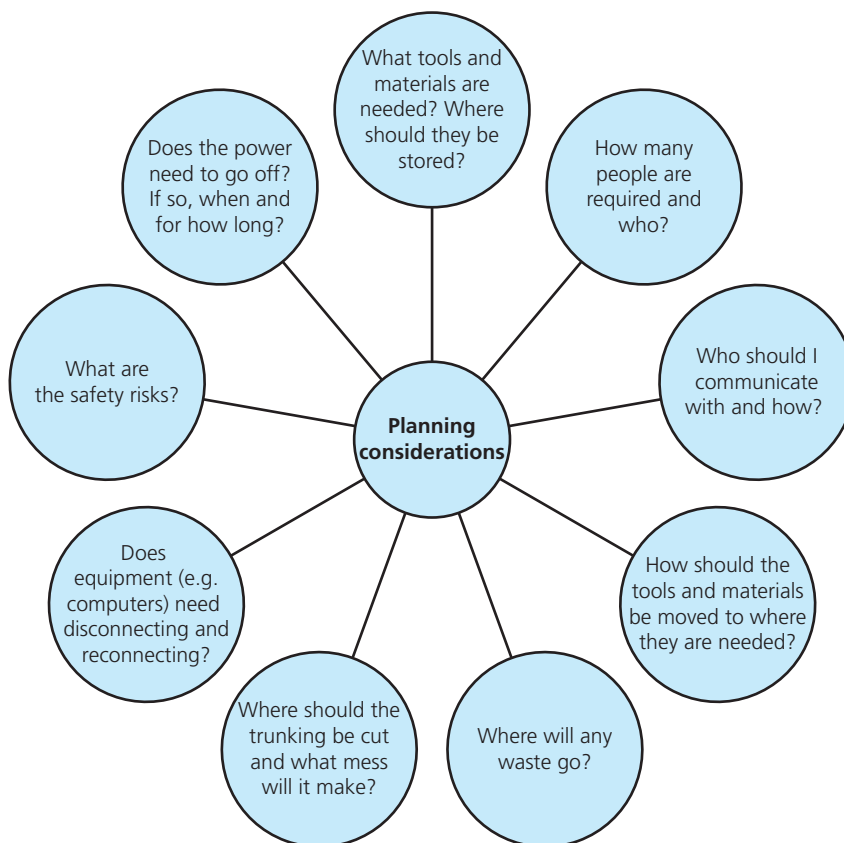 What tools and
materials are
needed? Where
should they be
stored?
Does the power
need to go off?
If so, when and
for how long?
How many
people are
required and
who?
What are
the safety risks?
Who should I
communicate
with and how?
Planning
considerations
Does
equipment (e.g.
computers) need
disconnecting and
reconnecting?
How should the
tools and materials
be moved to where
they are needed?
Where should the
trunking be cut
and what mess
will it make?
Where will any
waste go?